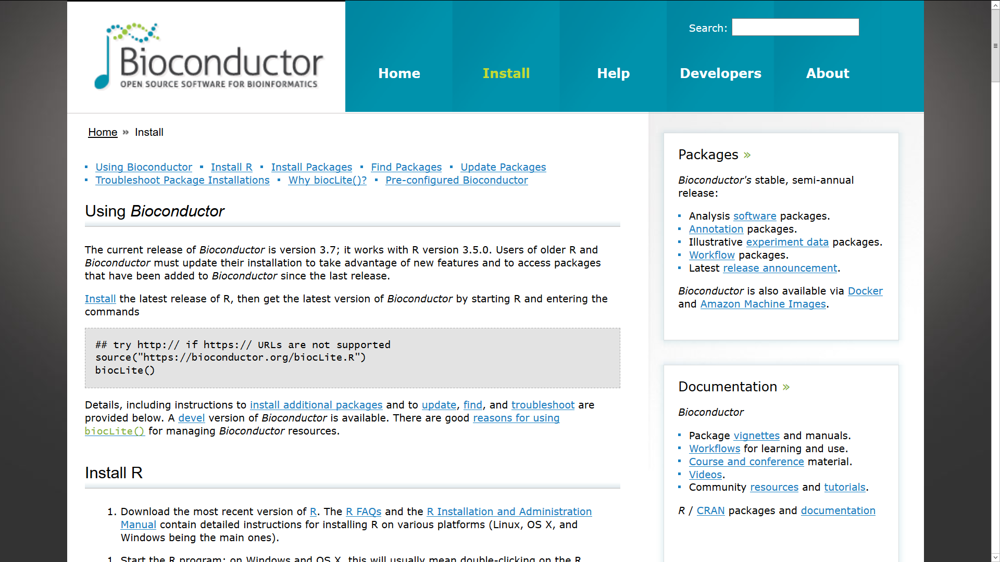 Bioconductor
OPEN SOURCE SOFTWARE FOR BIOINFORMATICS
Search:
Home Install Help Developers About
Home » Install
Using Bioconductor Install R Install Packages Find Packages Update Packages
Troubleshoot Package Installations Why biocLite()? Pre-configured Bioconductor
Using Bioconductor
The current release of Bioconductor is version 3.7; it works with R version 3.5.0. Users of older R and
Bioconductor must update their installation to take advantage of new features and to access packages
that have been added to Bioconductor since the last release.
Install the latest release of R, then get the latest version of Bioconductor by starting R and entering the
commands
## try http:// if https:// URLs are not supported
source("https://bioconductor.org/biocLite.R")
biocLite()
Details, including instructions to install additional packages and to update, find, and troubleshoot are
provided below. A devel version of Bioconductor is available. There are good reasons for using
biocLite() for managing Bioconductor resources.
Install R
1. Download the most recent version of R. The R FAQs and the R Installation and Administration
Manual contain detailed instructions for installing R on various platforms (Linux, OS X, and
Windows being the main ones).
1. Start the R program; on Windows and OS X, this will usually mean double-clicking on the R
Packages »
Bioconductor's stable, semi-annual
release:
Analysis software packages.
Annotation packages.
Illustrative experiment data packages.
Workflow packages.
Latest release announcement.
Bioconductor is also available via Docker
and Amazon Machine Images.
Documentation »
Bioconductor
Package vignettes and manuals.
Workflows for learning and use.
Course and conference material.
Videos.
Community resources and tutorials.
R / CRAN packages and documentation